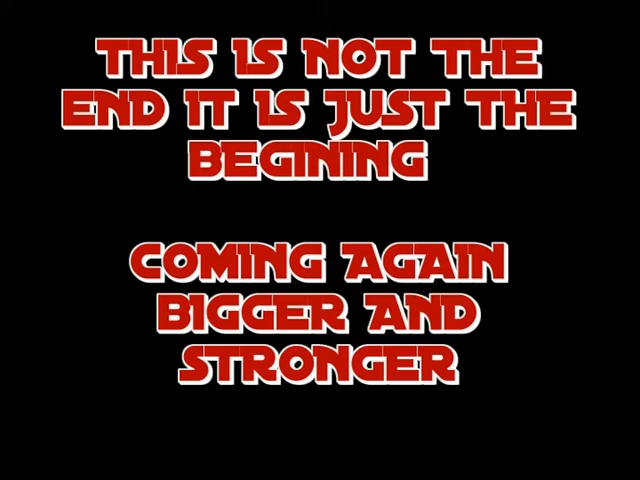 THIS IS NOT THE
END IT IS JUST THE
BEGINING
COMING AGAIN
BIGGER AND
STRONGER